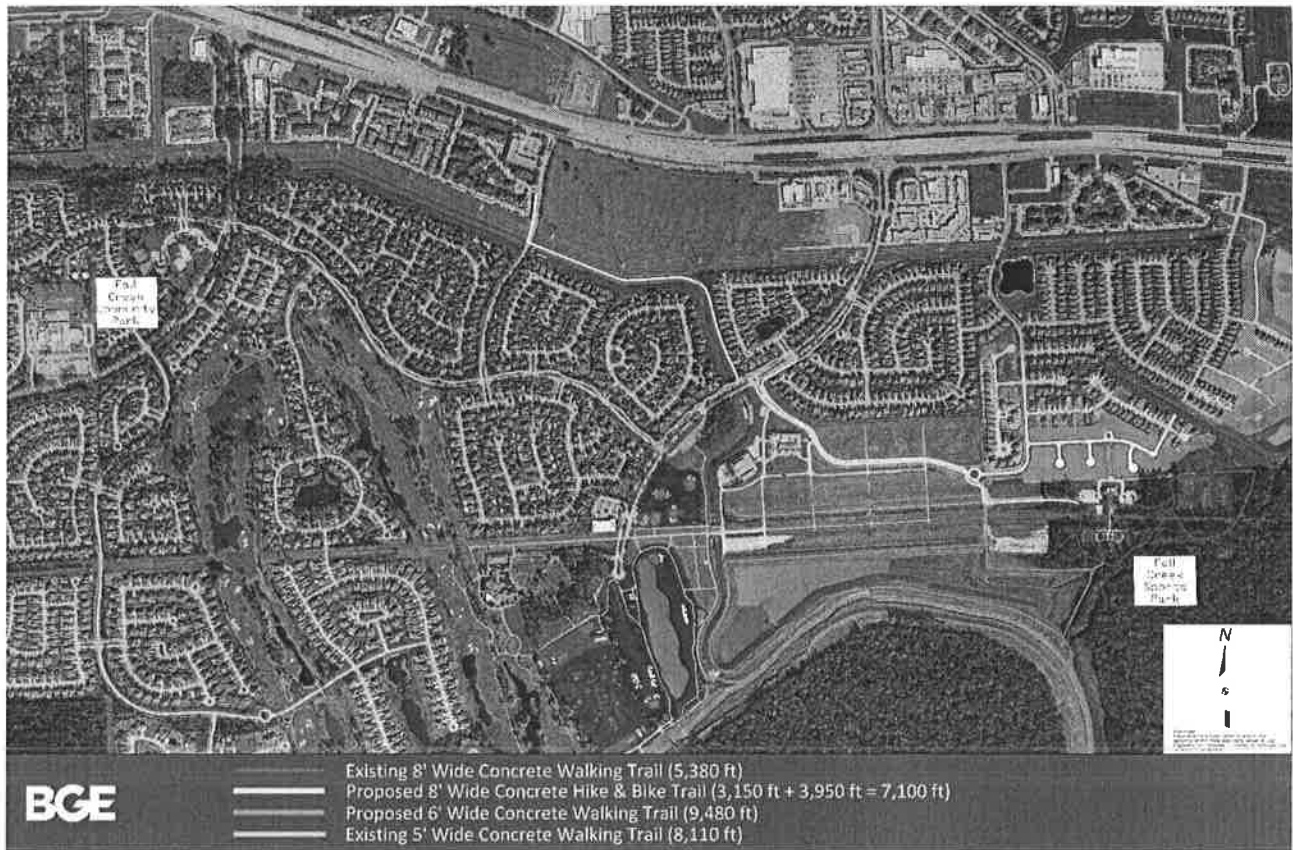 Fall
Creek
Community
Park
Fall
Creek
Sports
Park
N
BGE
Existing 8' Wide Concrete Walking Trail (5,380 ft)
Proposed 8' Wide Concrete Hike & Bike Trail (3,150 ft + 3,950 ft = 7,100 ft)
Proposed 6' Wide Concrete Walking Trail (9,480 ft)
Existing 5' Wide Concrete Walking Trail (8,110 ft)